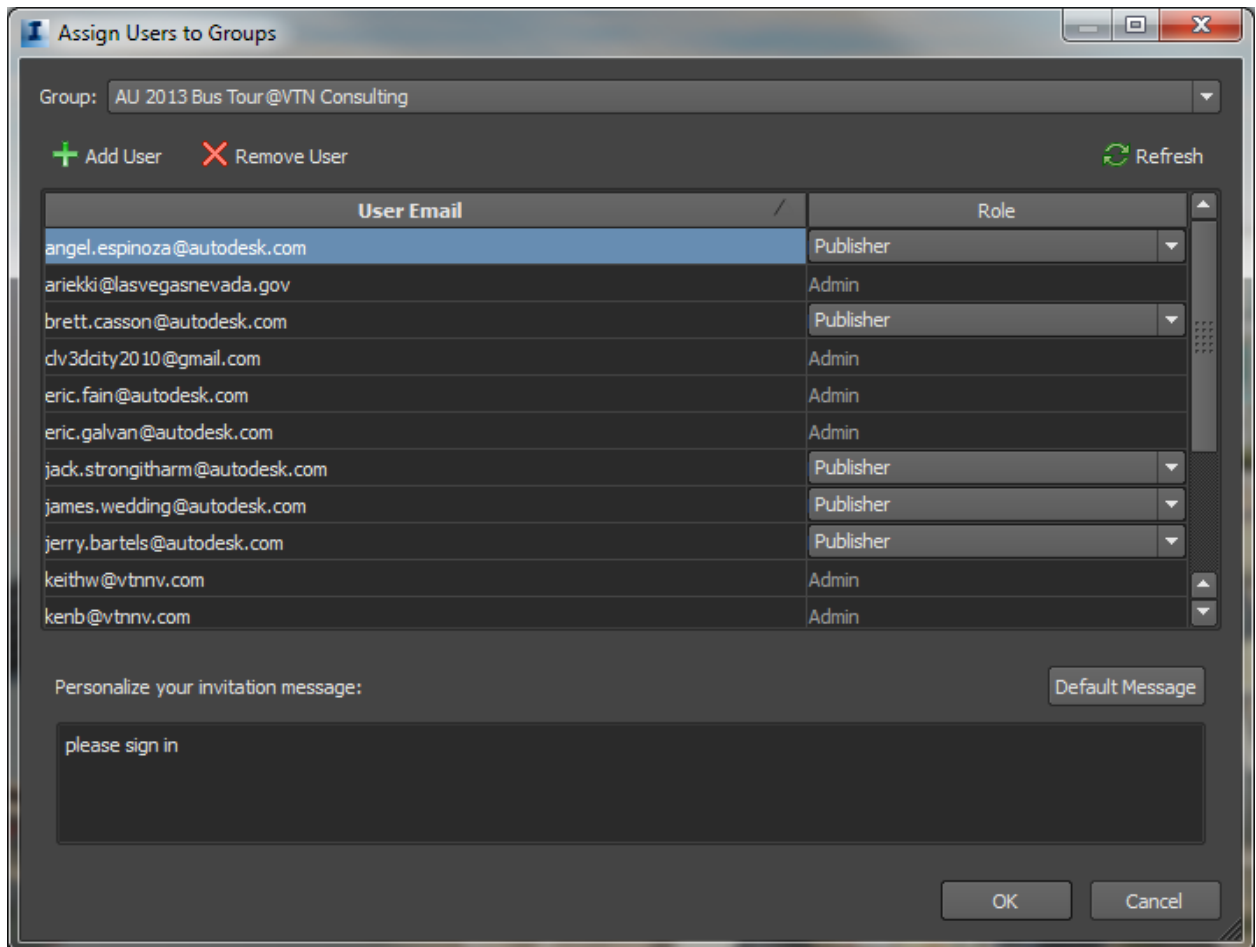 Assign Users to Groups
Group: AU 2013 Bus Tour@VTN Consulting
Add User Remove User Refresh
User Email Role
angel.espinoza@autodesk.com Publisher
ariekki@lasvegasnevada.gov Admin
brett.casson@autodesk.com Publisher
clv3dcity2010@gmail.com Admin
eric.fain@autodesk.com Admin
eric.galvan@autodesk.com Admin
jack.strongitharm@autodesk.com Publisher
james.wedding@autodesk.com Publisher
jerry.bartels@autodesk.com Publisher
keithw@vtnnv.com Admin
kenb@vtnnv.com Admin
Personalize your invitation message: Default Message
please sign in
OK Cancel